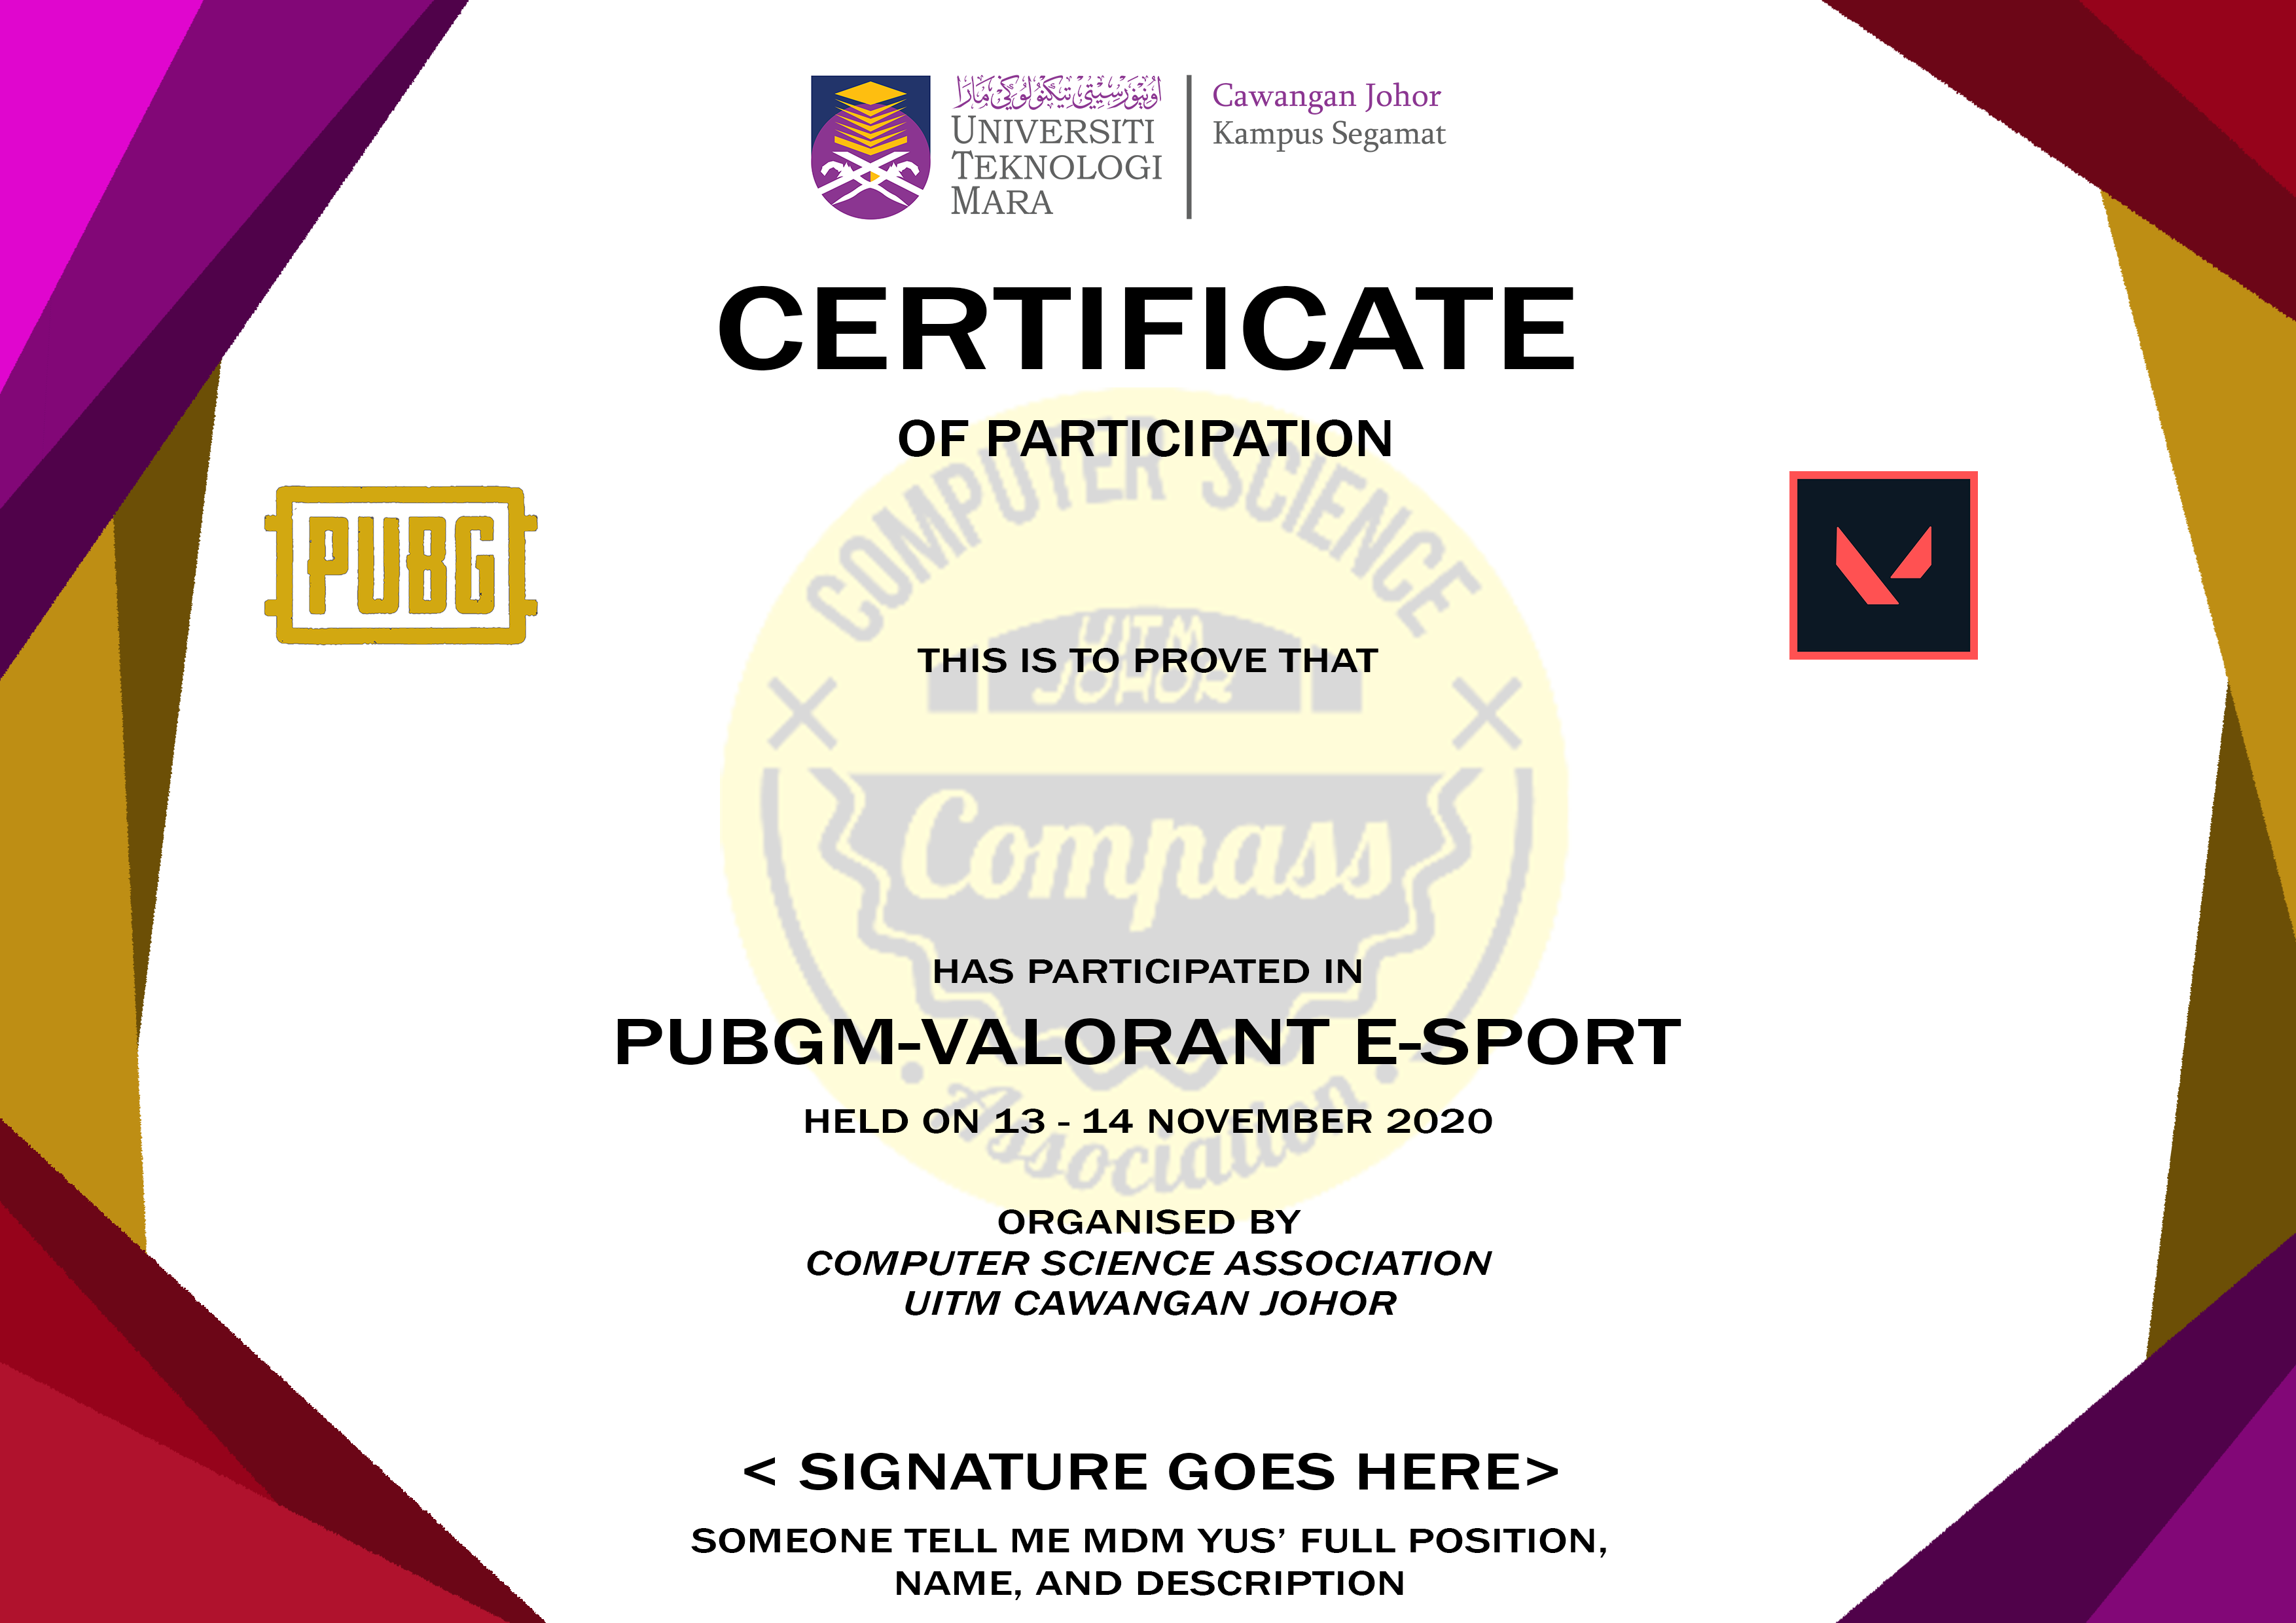 اونيۏرسيتي تيکنولوݢي مارا
UNIVERSITI
TEKNOLOGI
MARA
Cawangan Johor
Kampus Segamat
CERTIFICATE
OF PARTICIPATION
COMPUTER SCIENCE
PUBG
UITM
JOHOR
THIS IS TO PROVE THAT
Compass
HAS PARTICIPATED IN
PUBGM-VALORANT E-SPORT
HELD ON 13 - 14 NOVEMBER 2020
Association
ORGANISED BY
COMPUTER SCIENCE ASSOCIATION
UITM CAWANGAN JOHOR
< SIGNATURE GOES HERE>
SOMEONE TELL ME MDM YUS’ FULL POSITION,
NAME, AND DESCRIPTION